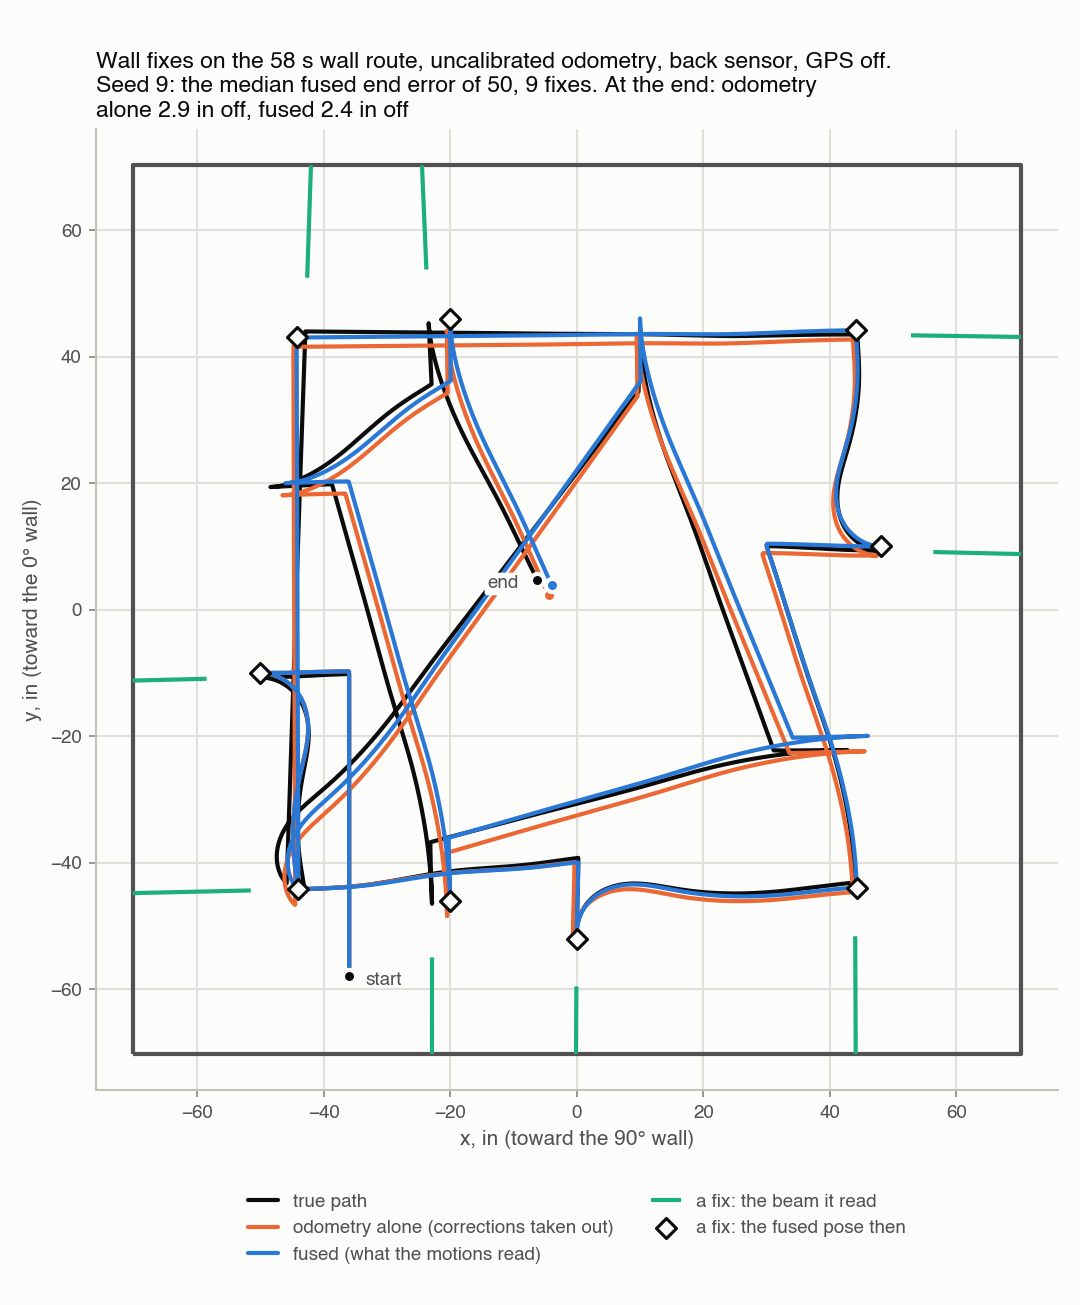 Wall fixes on the 58 s wall route, uncalibrated odometry, back sensor, GPS off.
Seed 9: the median fused end error of 50, 9 fixes. At the end: odometry
alone 2.9 in off, fused 2.4 in off
60
40
20
0
−20
−40
−60
y, in (toward the 0° wall)
end
start
−60 −40 −20 0 20 40 60
x, in (toward the 90° wall)
true path
odometry alone (corrections taken out)
fused (what the motions read)
a fix: the beam it read
a fix: the fused pose then